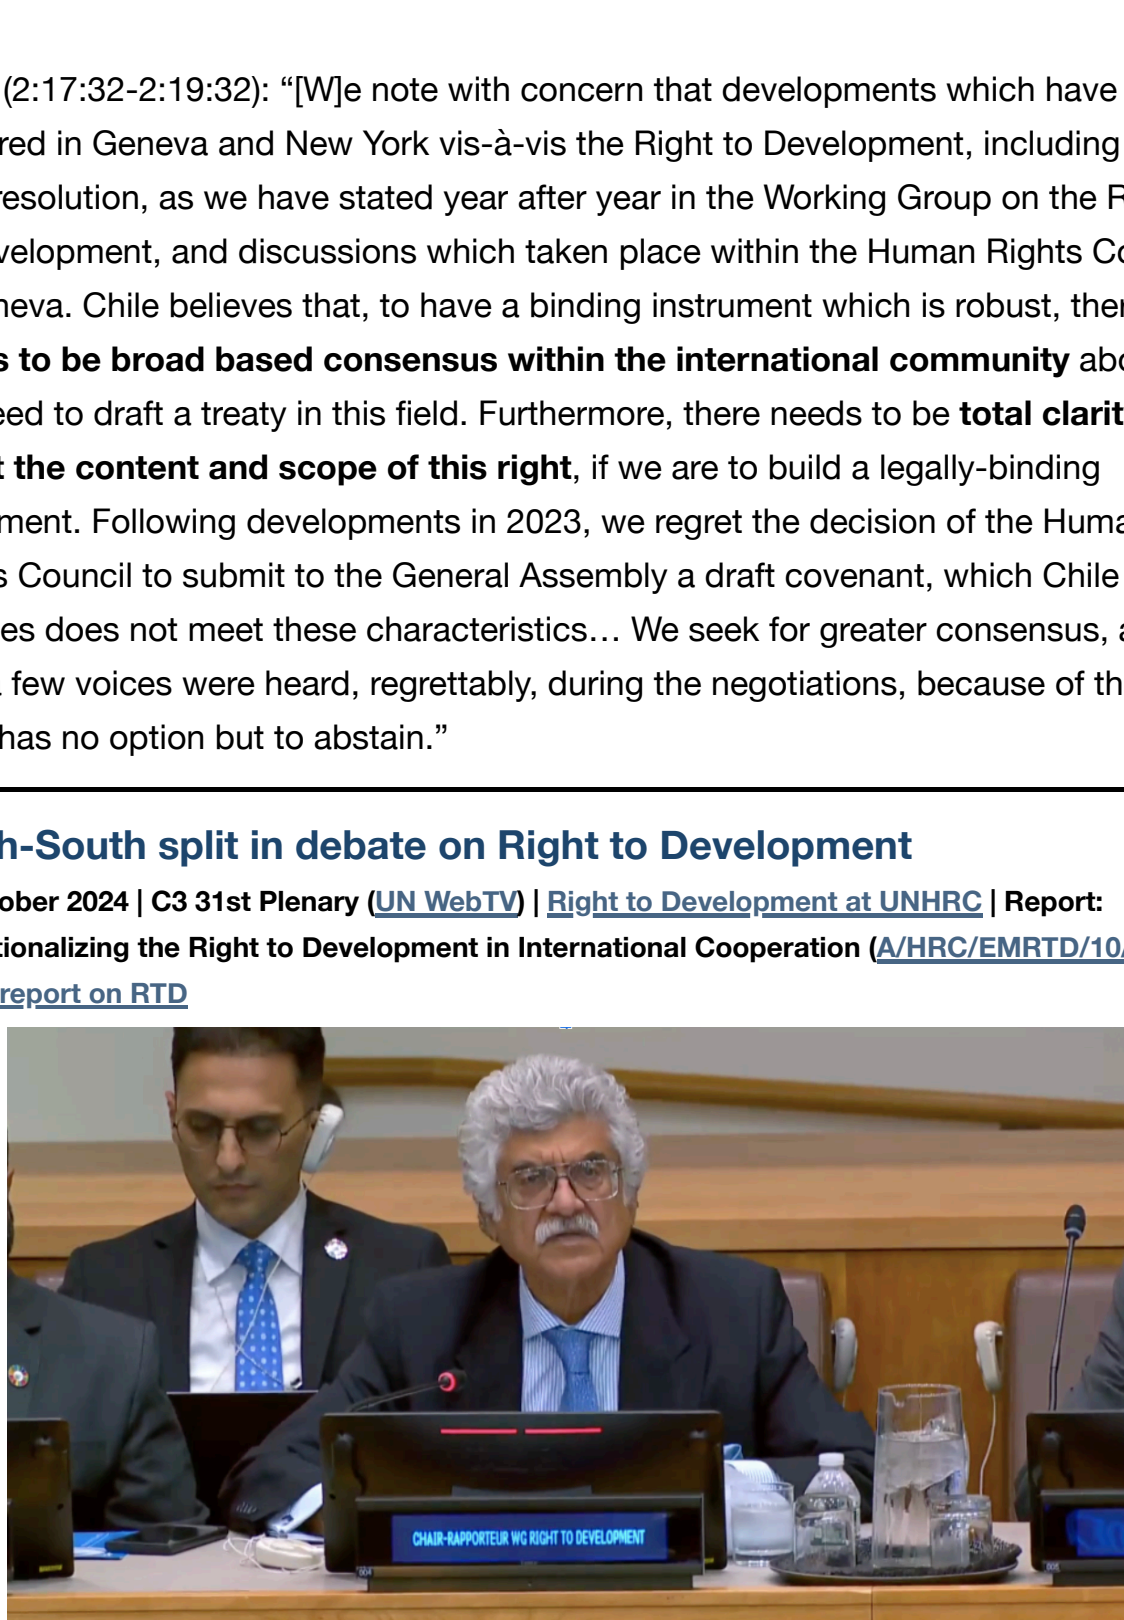 (2:17:32-2:19:32): “[W]e note with concern that developments which have
red in Geneva and New York vis-à-vis the Right to Development, including
resolution, as we have stated year after year in the Working Group on the R
velopment, and discussions which taken place within the Human Rights Co
neva. Chile believes that, to have a binding instrument which is robust, ther
s to be broad based consensus within the international community abo
eed to draft a treaty in this field. Furthermore, there needs to be total clarit
t the content and scope of this right, if we are to build a legally-binding
ment. Following developments in 2023, we regret the decision of the Huma
s Council to submit to the General Assembly a draft covenant, which Chile
es does not meet these characteristics… We seek for greater consensus, a
few voices were heard, regrettably, during the negotiations, because of th
has no option but to abstain.”
h-South split in debate on Right to Development
ober 2024 | C3 31st Plenary (UN WebTV) | Right to Development at UNHRC | Report:
tionalizing the Right to Development in International Cooperation (A/HRC/EMRTD/10/
report on RTD
CHAIR-RAPPORTEUR WG RIGHT TO DEVELOPMENT